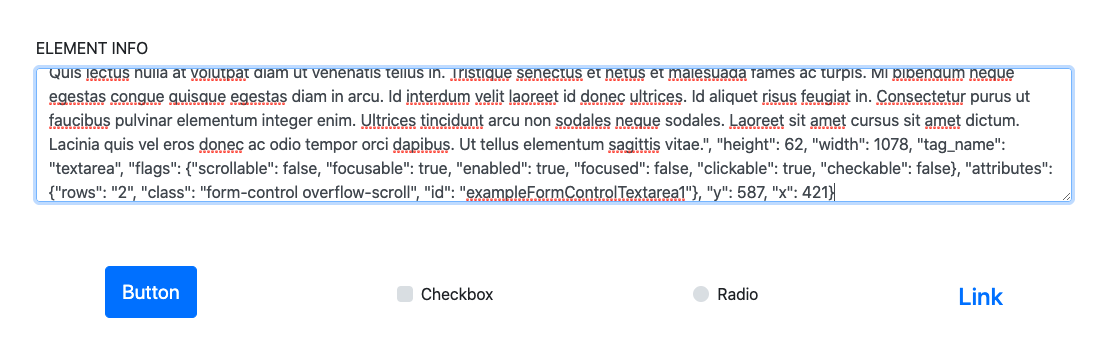 ELEMENT INFO
Quis lectus nulla at volutpat diam ut venenatis tellus in. Tristique senectus et netus et malesuada fames ac turpis. Mi bibendum neque
egestas congue quisque egestas diam in arcu. Id interdum velit laoreet id donec ultrices. Id aliquet risus feugiat in. Consectetur purus ut
faucibus pulvinar elementum integer enim. Ultrices tincidunt arcu non sodales neque sodales. Laoreet sit amet cursus sit amet dictum.
Lacinia quis vel eros donec ac odio tempor orci dapibus. Ut tellus elementum sagittis vitae.", "height": 62, "width": 1078, "tag_name":
"textarea", "flags": {"scrollable": false, "focusable": true, "enabled": true, "focused": false, "clickable": true, "checkable": false}, "attributes":
{"rows": "2", "class": "form-control overflow-scroll", "id": "exampleFormControlTextarea1"}, "y": 587, "x": 421}
Button Checkbox Radio Link